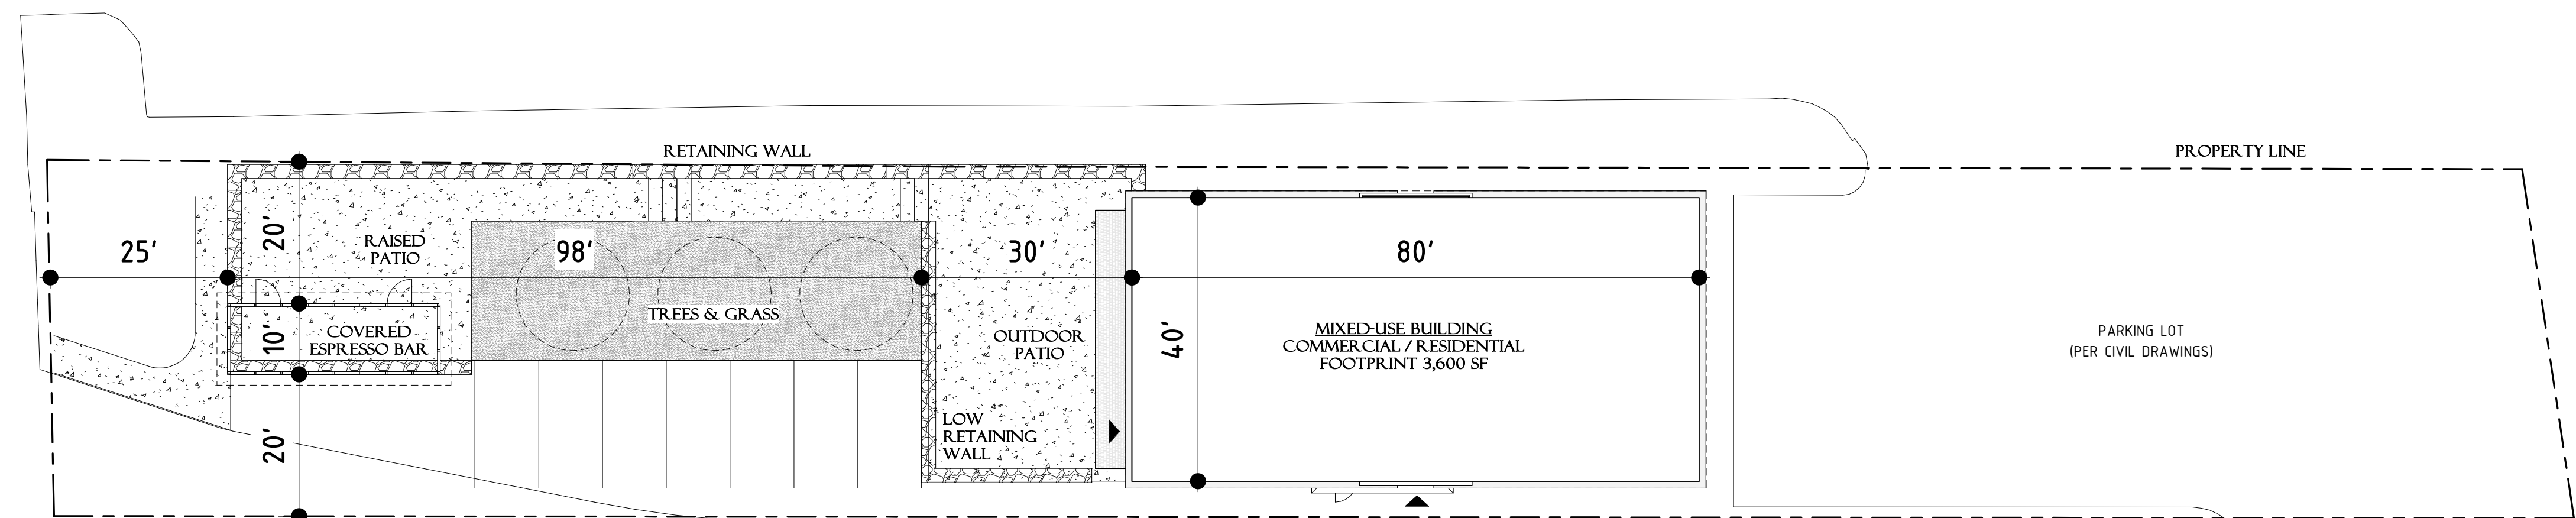 RETAINING WALL
PROPERTY LINE
25'
20'
RAISED
PATIO
98'
30'
80'
TREES & GRASS
10'
COVERED
ESPRESSO BAR
OUTDOOR
PATIO
40'
MIXED-USE BUILDING
COMMERCIAL / RESIDENTIAL
FOOTPRINT 3,600 SF
PARKING LOT
(PER CIVIL DRAWINGS)
LOW
RETAINING
WALL
20'